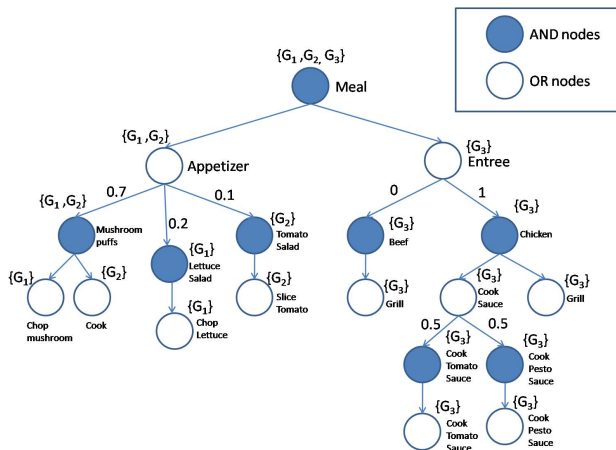 AND nodes
OR nodes
{G₁ ,G₂, G₃}
Meal
{G₁ ,G₂}
Appetizer
{G₃}
Entree
{G₁ ,G₂}
0.7
0.2
0.1
0
1
Mushroom
puffs
{G₁}
Lettuce
Salad
{G₂}
Tomato
Salad
{G₃}
Beef
{G₃}
Chicken
{G₁}
Chop
mushroom
{G₂}
Cook
{G₁}
Chop
Lettuce
{G₂}
Slice
Tomato
{G₃}
Grill
{G₃}
Cook
Sauce
{G₃}
Grill
0.5
0.5
{G₃}
Cook
Tomato
Sauce
{G₃}
Cook
Pesto
Sauce
{G₃}
Cook
Tomato
Sauce
{G₃}
Cook
Pesto
Sauce